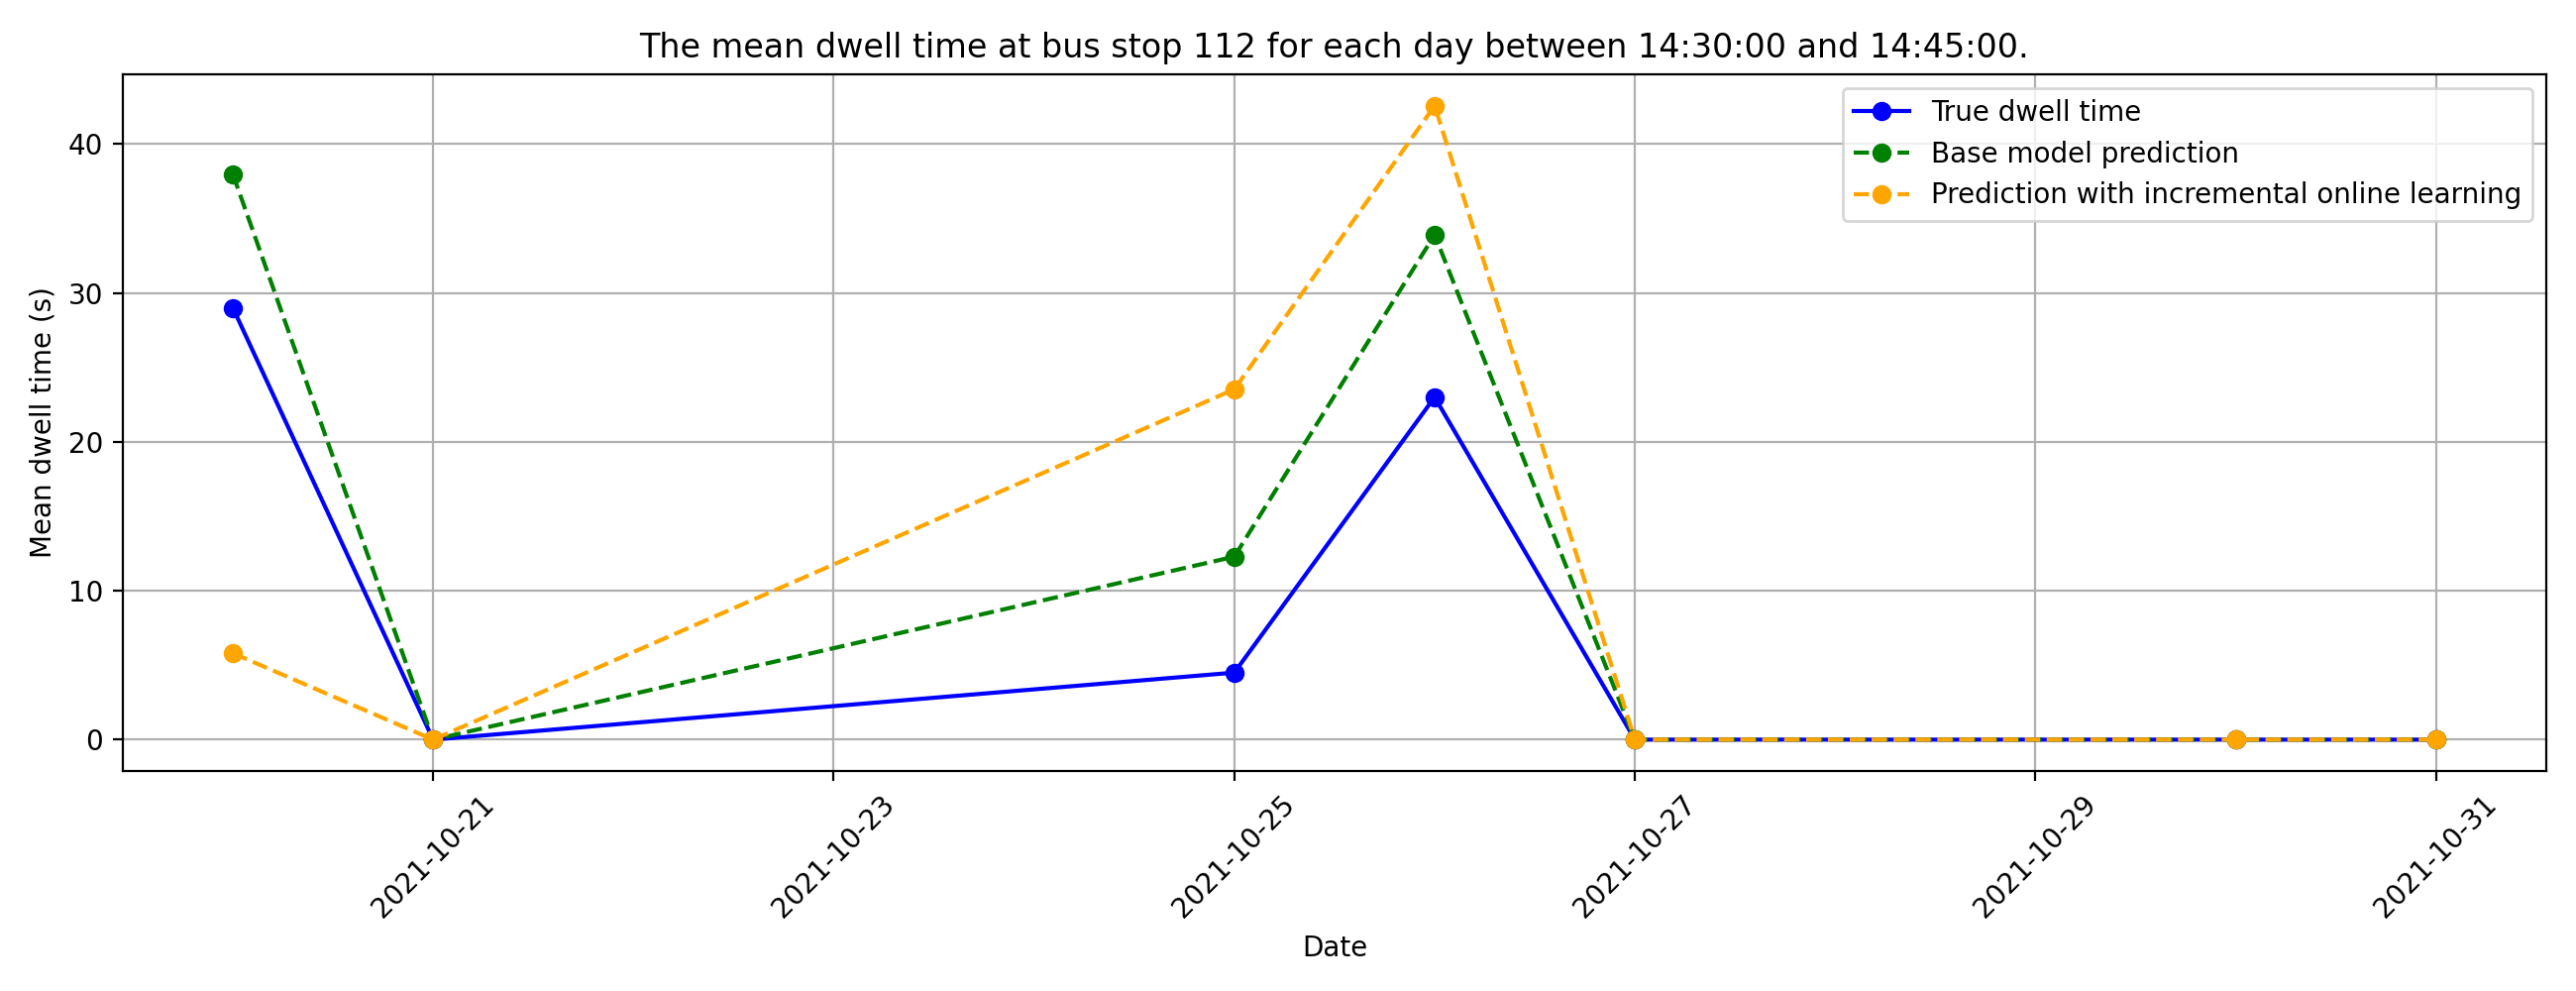 The mean dwell time at bus stop 112 for each day between 14:30:00 and 14:45:00.
True dwell time
Base model prediction
Prediction with incremental online learning
Mean dwell time (s)
40
30
20
10
0
2021-10-21
2021-10-23
2021-10-25
2021-10-27
2021-10-29
2021-10-31
Date